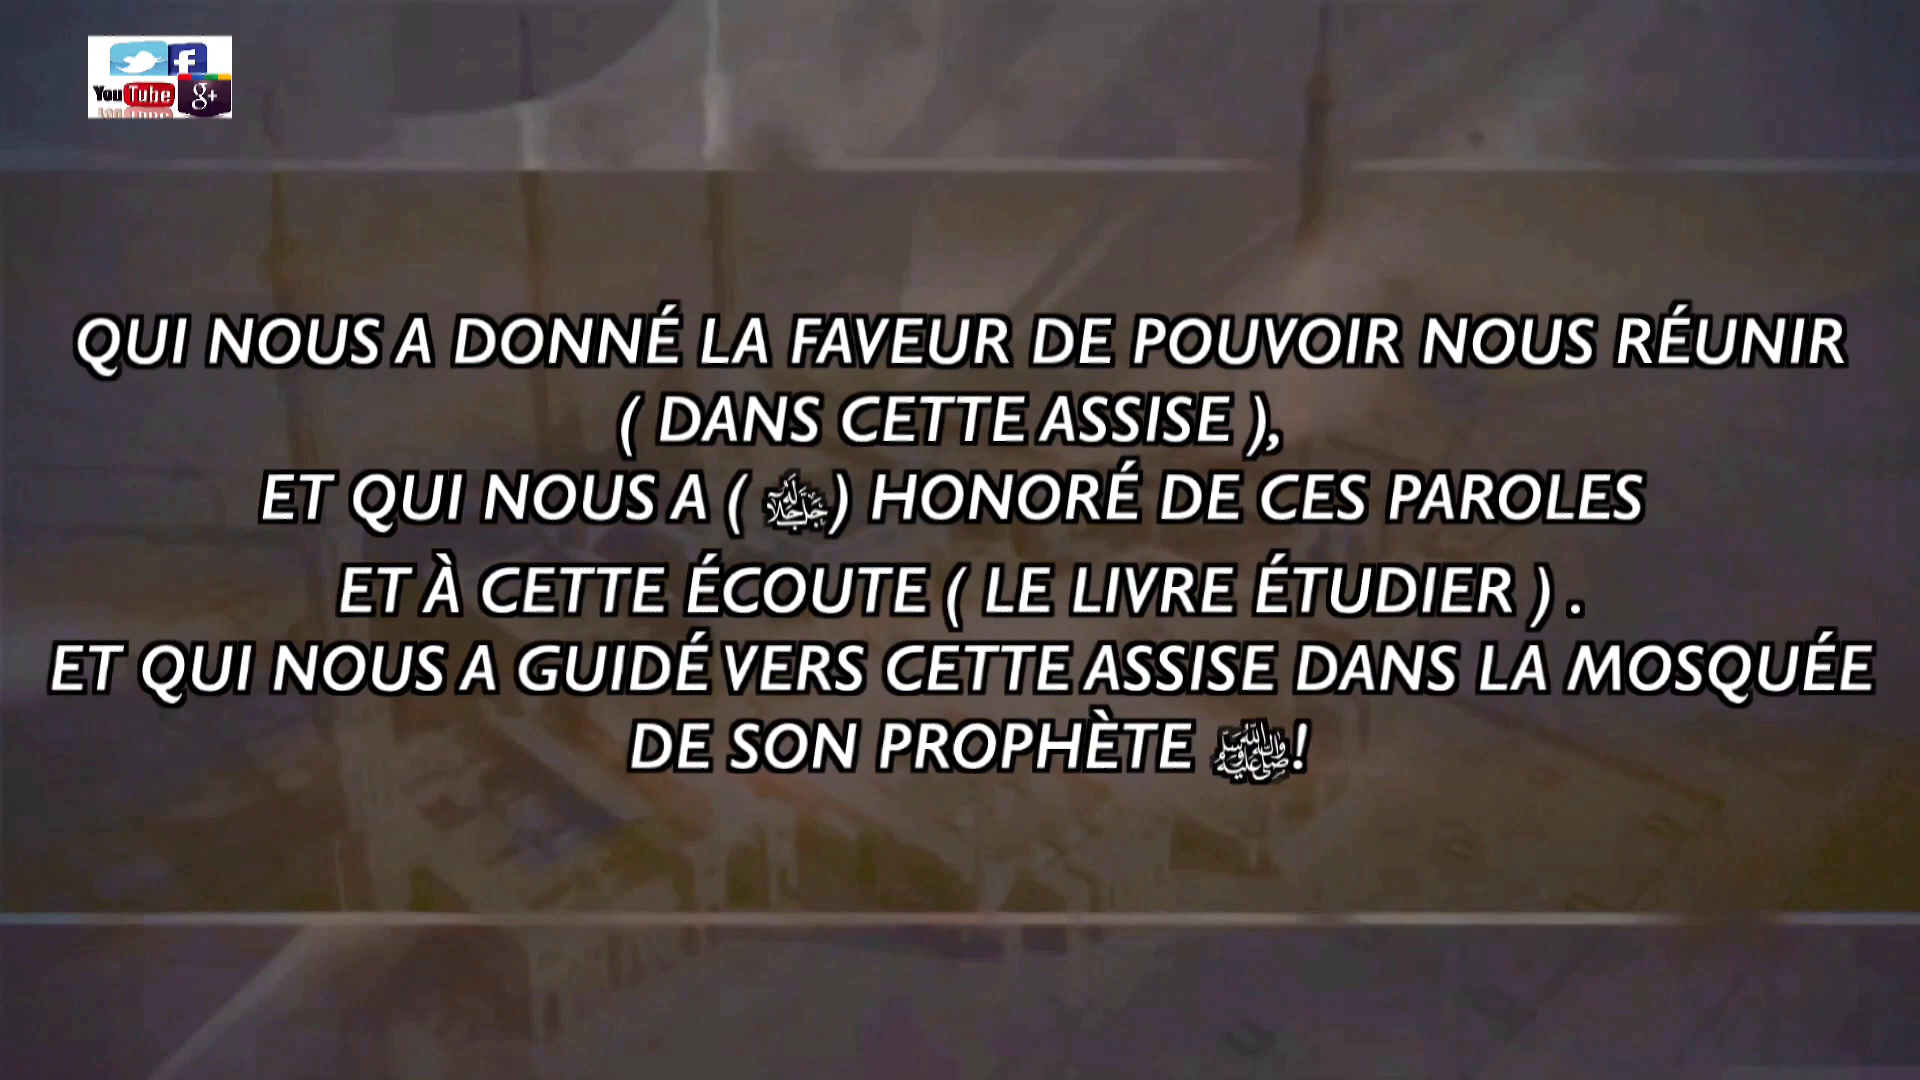 YouTube
g+
QUI NOUS A DONNÉ LA FAVEUR DE POUVOIR NOUS RÉUNIR
( DANS CETTE ASSISE ),
ET QUI NOUS A ( ﷻ) HONORÉ DE CES PAROLES
ET À CETTE ÉCOUTE ( LE LIVRE ÉTUDIER ) .
ET QUI NOUS A GUIDÉ VERS CETTE ASSISE DANS LA MOSQUÉE
DE SON PROPHÈTE ﷺ!